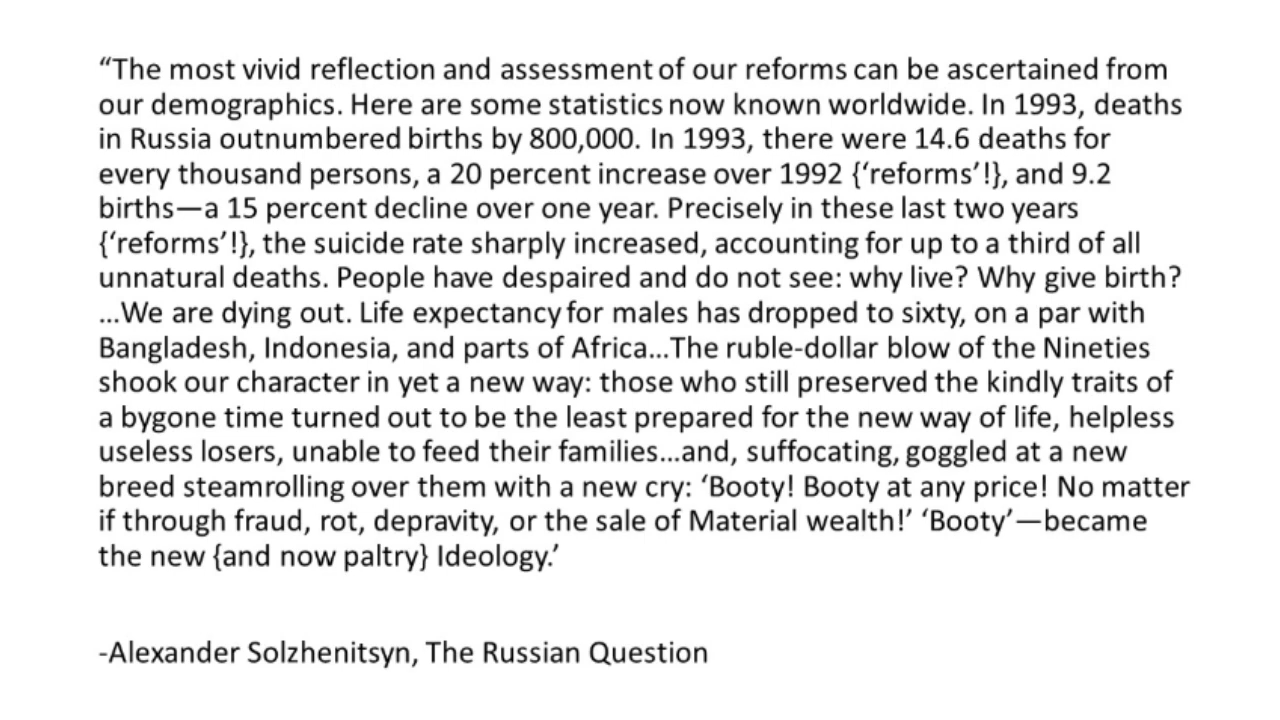 “The most vivid reflection and assessment of our reforms can be ascertained from
our demographics. Here are some statistics now known worldwide. In 1993, deaths
in Russia outnumbered births by 800,000. In 1993, there were 14.6 deaths for
every thousand persons, a 20 percent increase over 1992 {‘reforms’!}, and 9.2
births—a 15 percent decline over one year. Precisely in these last two years
{‘reforms’!}, the suicide rate sharply increased, accounting for up to a third of all
unnatural deaths. People have despaired and do not see: why live? Why give birth?
…We are dying out. Life expectancy for males has dropped to sixty, on a par with
Bangladesh, Indonesia, and parts of Africa…The ruble-dollar blow of the Nineties
shook our character in yet a new way: those who still preserved the kindly traits of
a bygone time turned out to be the least prepared for the new way of life, helpless
useless losers, unable to feed their families…and, suffocating, goggled at a new
breed steamrolling over them with a new cry: ‘Booty! Booty at any price! No matter
if through fraud, rot, depravity, or the sale of Material wealth!’ ‘Booty’—became
the new {and now paltry} Ideology.’
-Alexander Solzhenitsyn, The Russian Question